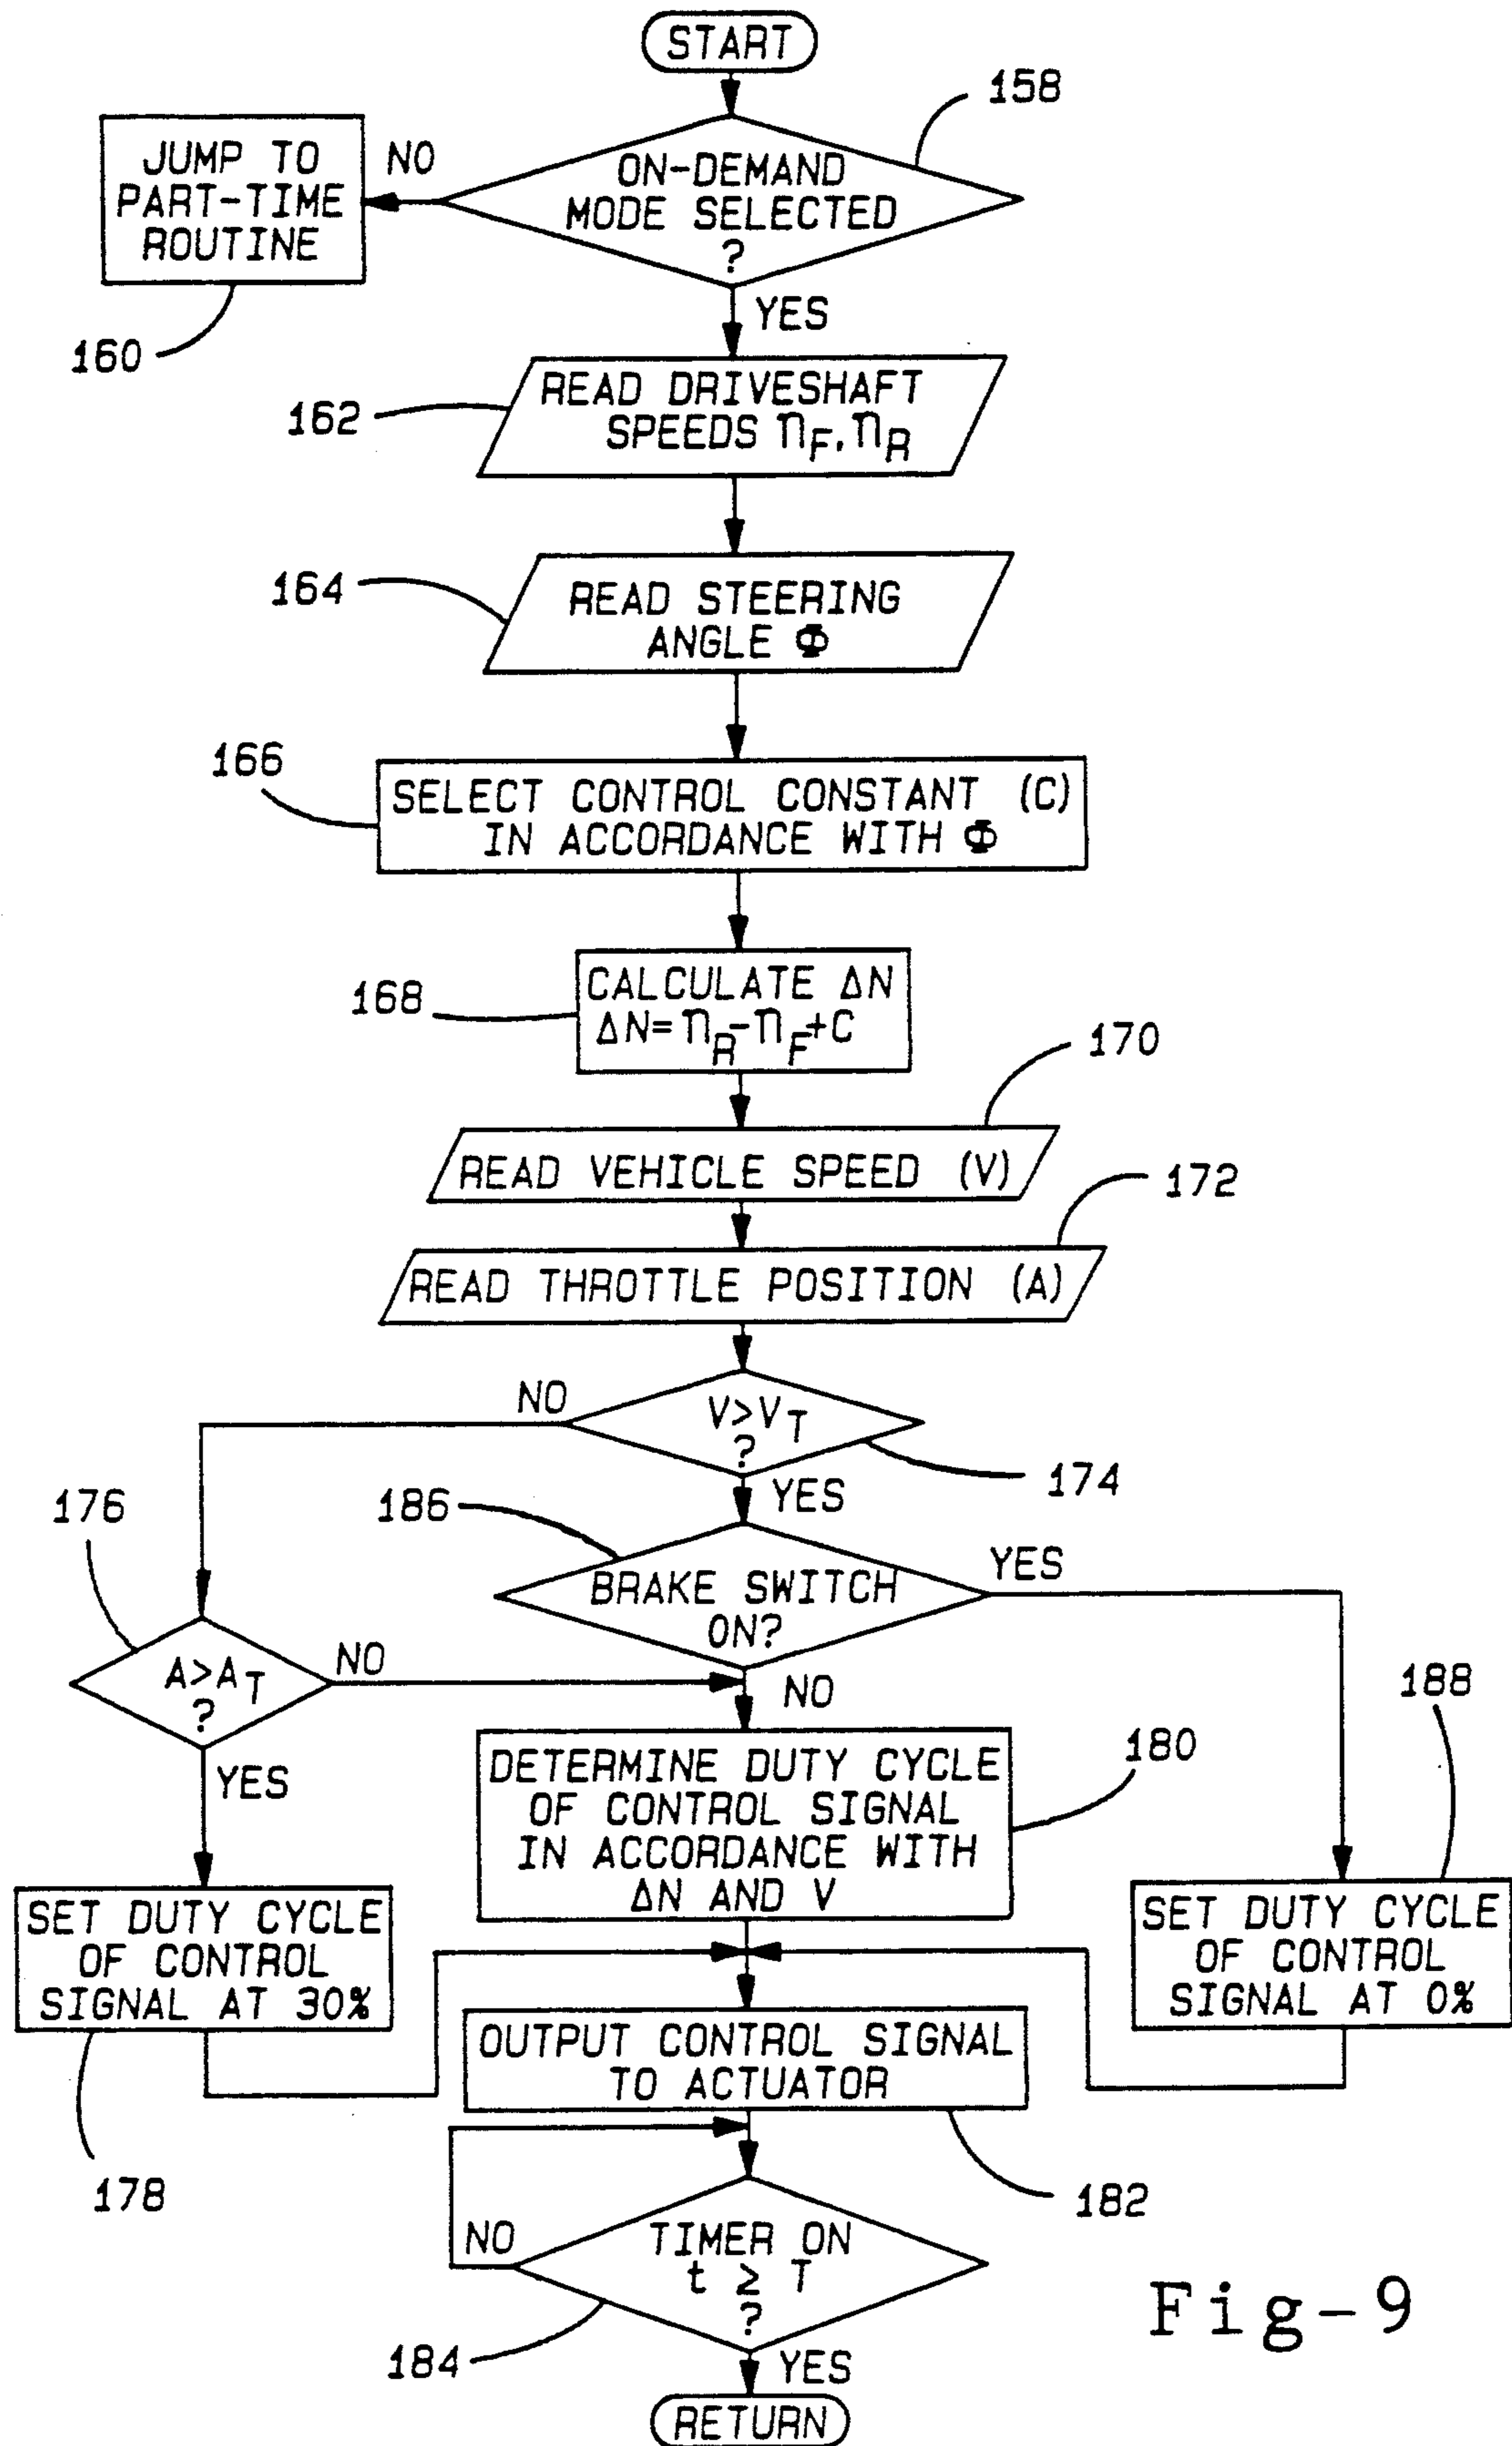 START
158
ON-DEMAND
MODE SELECTED
?
NO
JUMP TO
PART-TIME
ROUTINE
160
YES
READ DRIVESHAFT
SPEEDS n_F, n_R
162
READ STEERING
ANGLE Φ
164
166
SELECT CONTROL CONSTANT (C)
IN ACCORDANCE WITH Φ
168
CALCULATE ΔN
ΔN=n_R-n_F+C
170
READ VEHICLE SPEED (V)
172
READ THROTTLE POSITION (A)
NO
V>V_T
?
174
YES
176
186
BRAKE SWITCH
ON?
YES
A>A_T
?
NO
NO
188
YES
DETERMINE DUTY CYCLE
OF CONTROL SIGNAL
IN ACCORDANCE WITH
ΔN AND V
180
SET DUTY CYCLE
OF CONTROL
SIGNAL AT 30%
178
SET DUTY CYCLE
OF CONTROL
SIGNAL AT 0%
OUTPUT CONTROL SIGNAL
TO ACTUATOR
182
NO
TIMER ON
t ≥ T
?
184
YES
RETURN
Fig-9